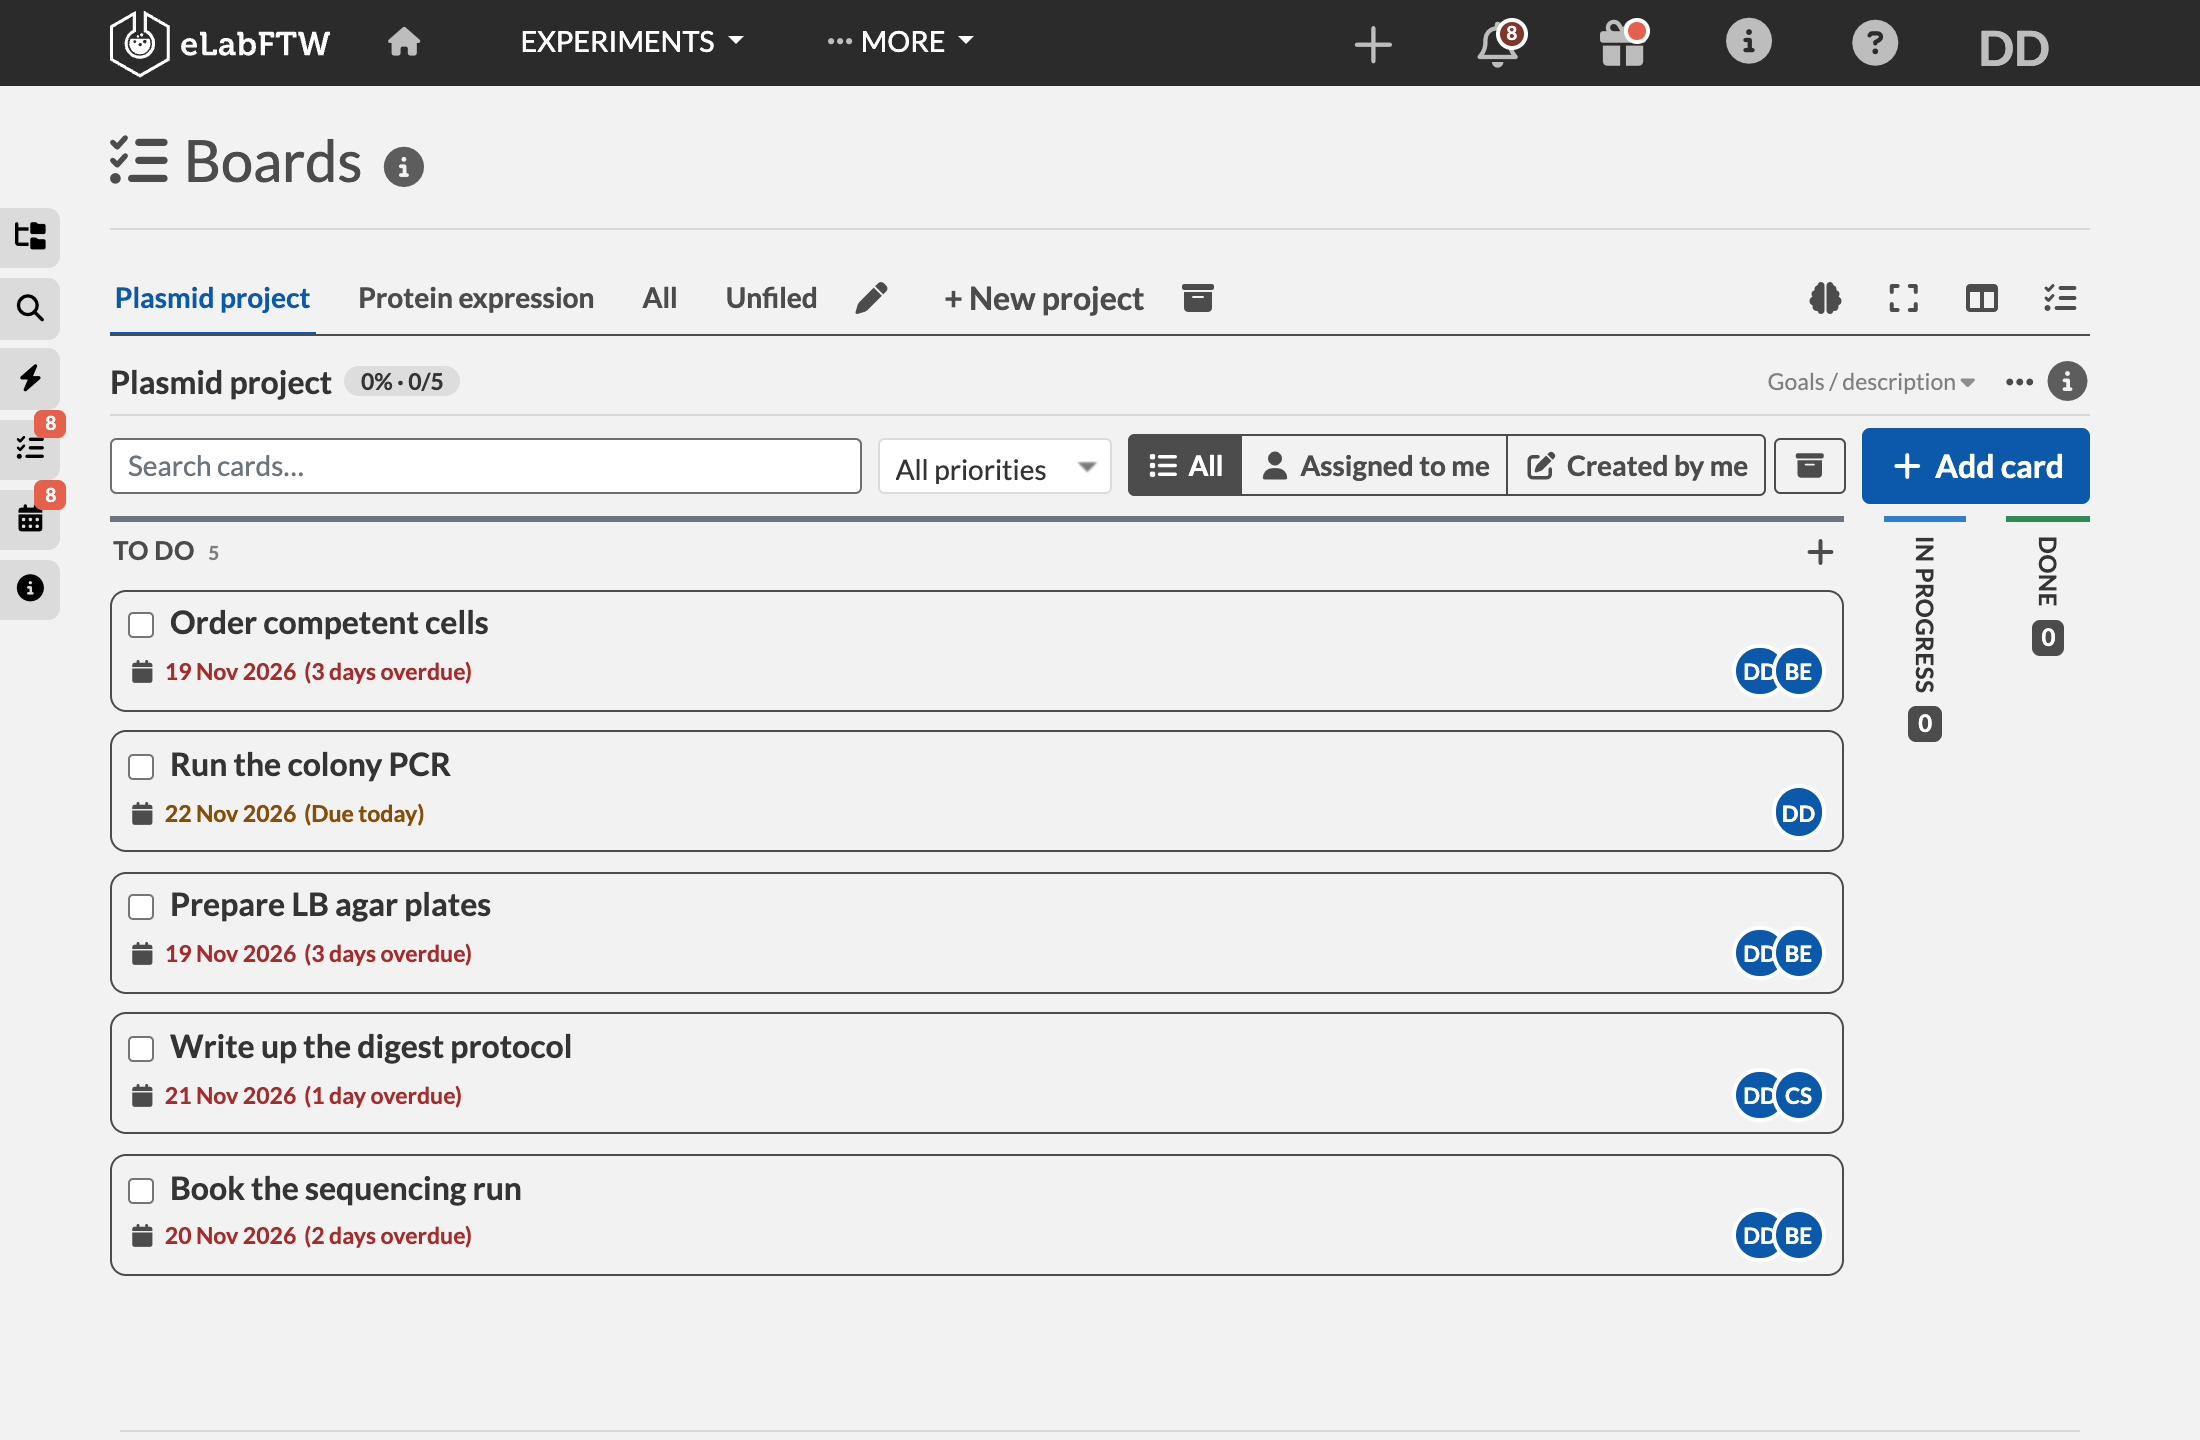 eLabFTW EXPERIMENTS ••• MORE 8 DD
Boards
8
8
Plasmid project Protein expression All Unfiled + New project
Plasmid project 0% · 0/5 Goals / description •••
Search cards... All priorities All Assigned to me Created by me + Add card
TO DO 5
Order competent cells
19 Nov 2026 (3 days overdue) DD BE
Run the colony PCR
22 Nov 2026 (Due today) DD
Prepare LB agar plates
19 Nov 2026 (3 days overdue) DD BE
Write up the digest protocol
21 Nov 2026 (1 day overdue) DD CS
Book the sequencing run
20 Nov 2026 (2 days overdue) DD BE
IN PROGRESS 0
DONE 0